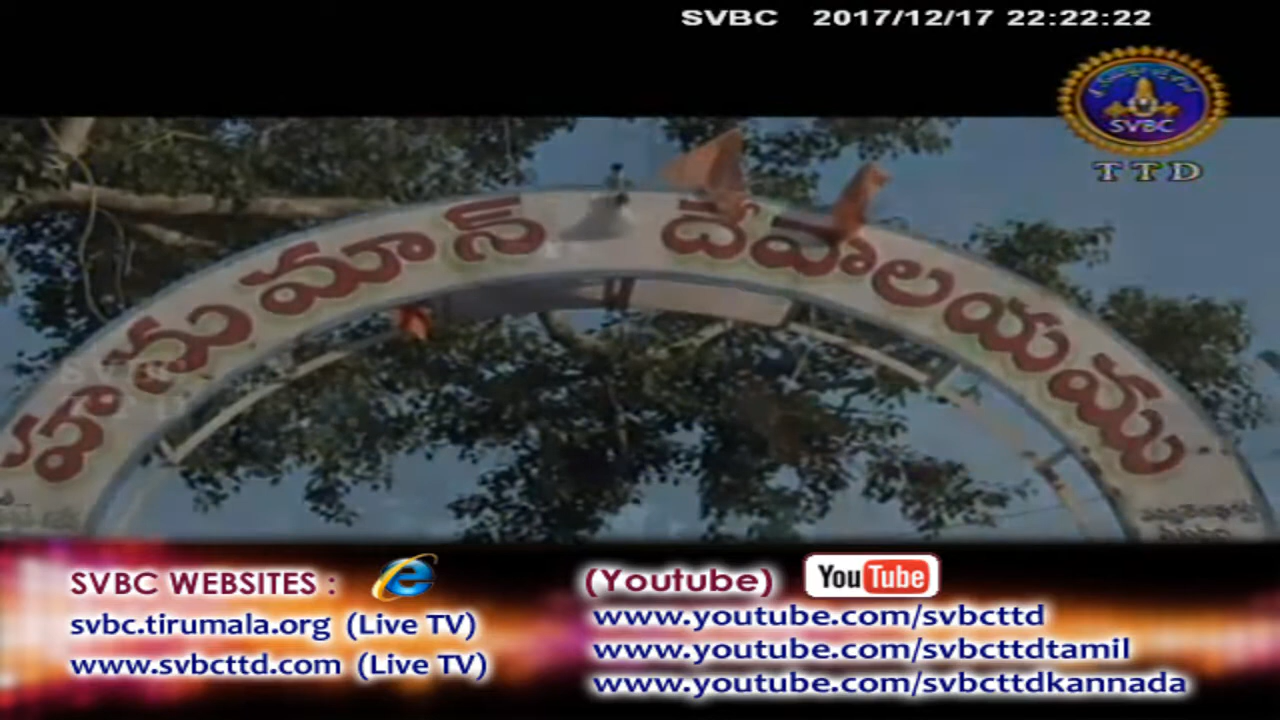 SVBC 2017/12/17 22:22:22
SVBC
TTD
హనుమాన్ దేవాలయము
SVBC WEBSITES :
svbc.tirumala.org (Live TV)
www.svbcttd.com (Live TV)
(Youtube) YouTube
www.youtube.com/svbcttd
www.youtube.com/svbcttdtamil
www.youtube.com/svbcttdkannada